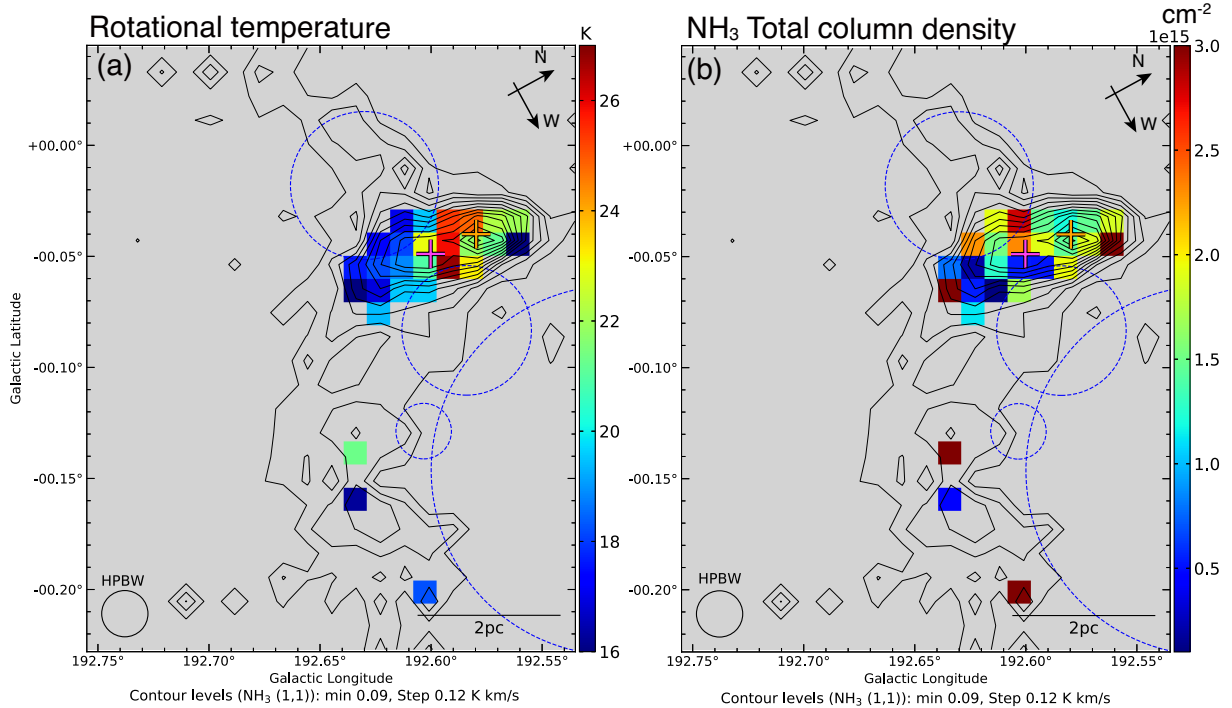 Rotational temperature
K
(a)
N
W
26
24
22
20
18
16
+00.00°
-00.05°
-00.10°
-00.15°
-00.20°
Galactic Latitude
HPBW
2pc
192.75°
192.70°
192.65°
192.60°
192.55°
Galactic Longitude
Contour levels (NH₃ (1,1)): min 0.09, Step 0.12 K km/s
NH₃ Total column density
cm⁻²
1e15
(b)
N
W
3.0
2.5
2.0
1.5
1.0
0.5
+00.00°
-00.05°
-00.10°
-00.15°
-00.20°
HPBW
2pc
192.75°
192.70°
192.65°
192.60°
192.55°
Galactic Longitude
Contour levels (NH₃ (1,1)): min 0.09, Step 0.12 K km/s